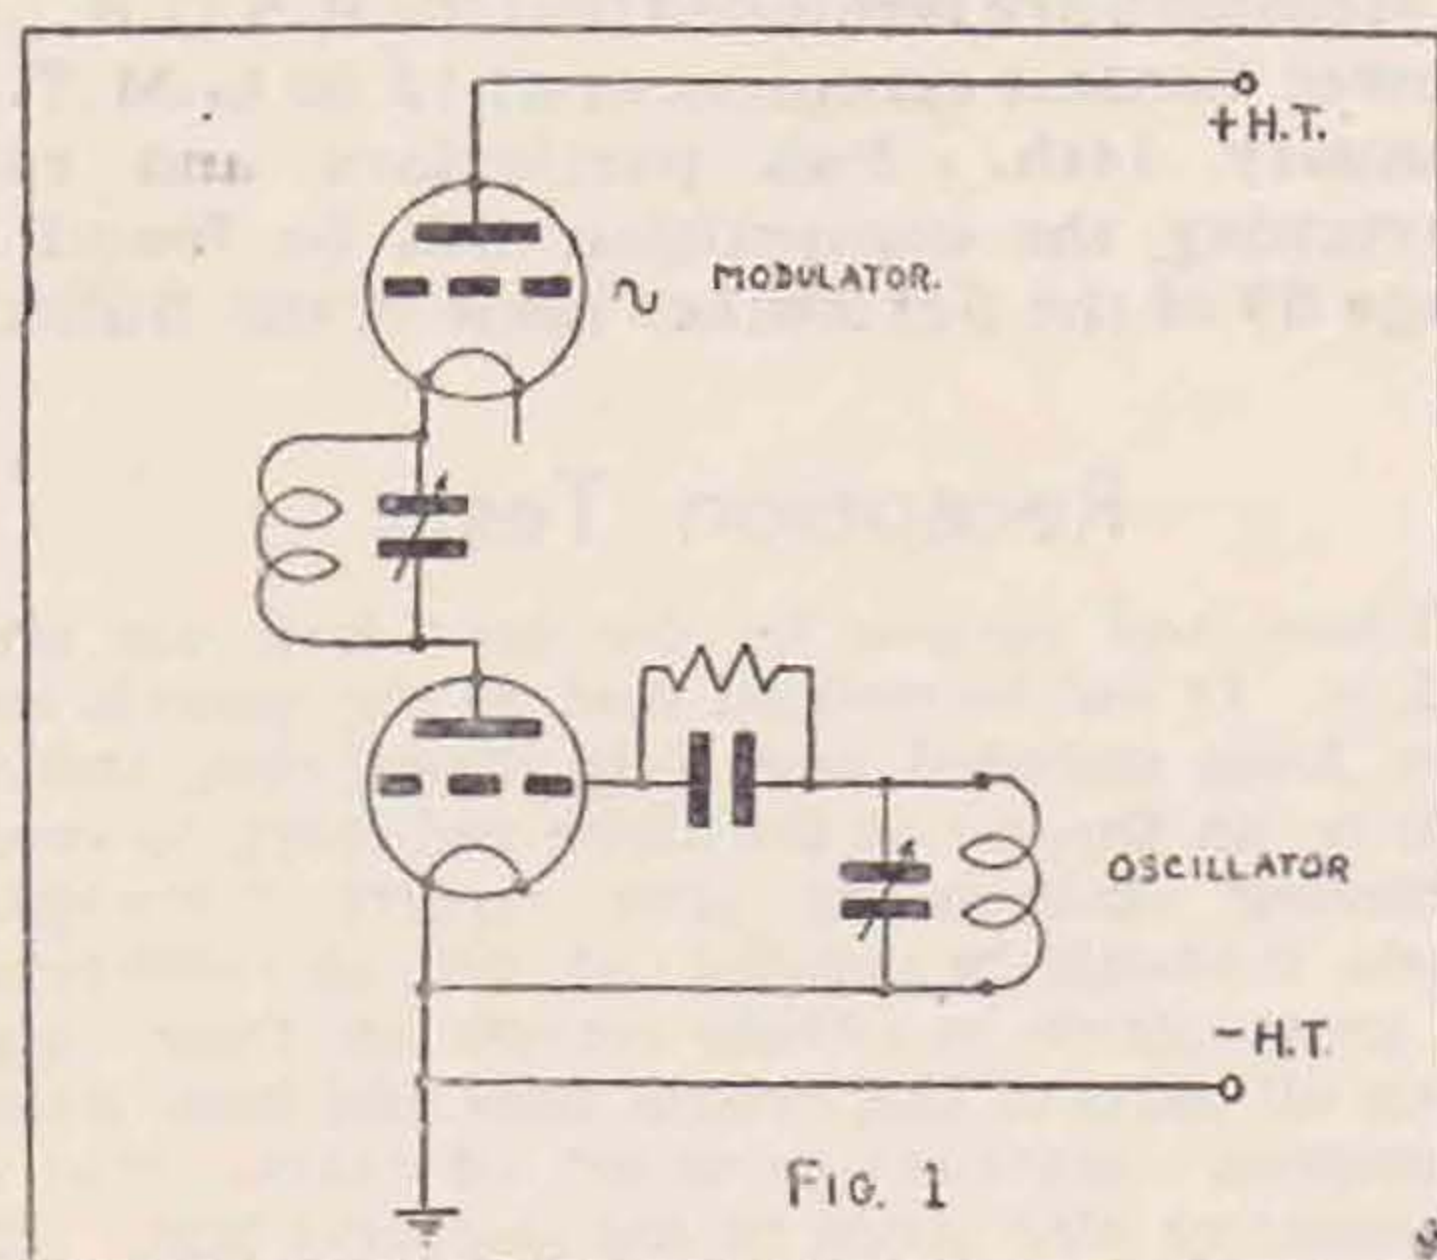 + H.T.
MODULATOR.
OSCILLATOR
- H.T.
FIG. 1